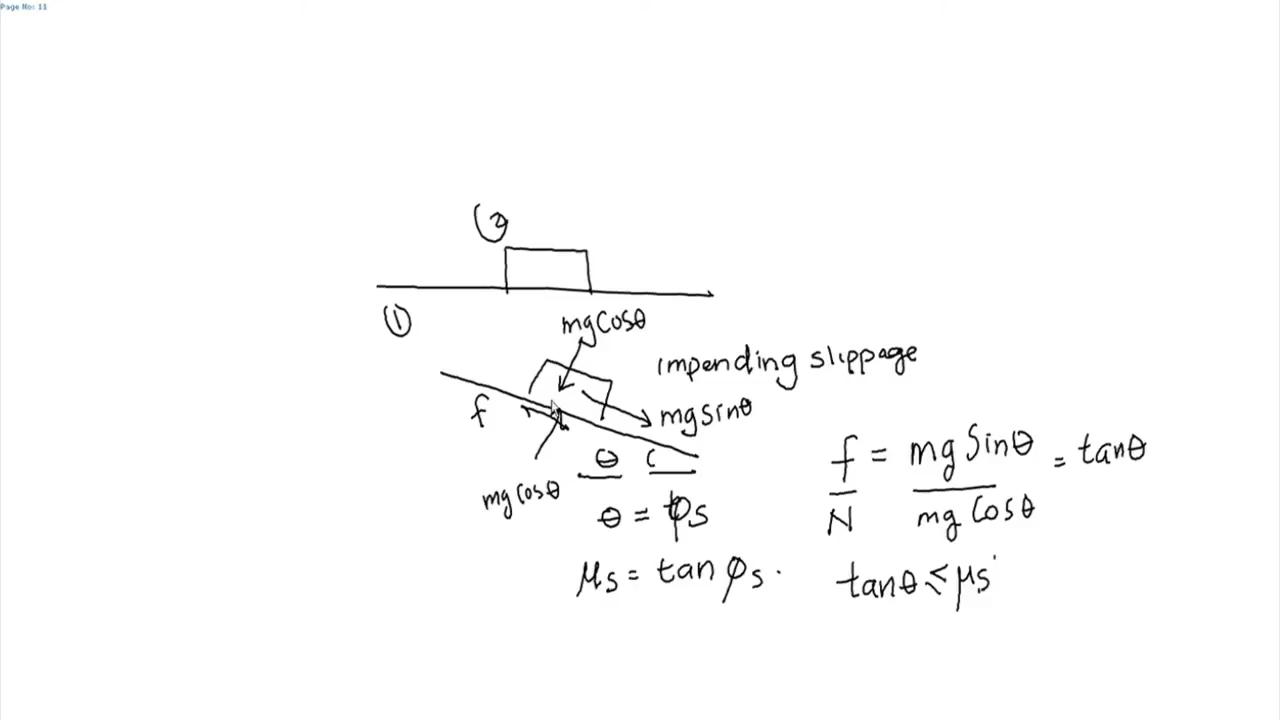 Page No: 11
②
①
mgCosθ
impending slippage
f
mgsinθ
θ
mgcosθ
θ = φs
μs = tan φs.
f/N = mg Sinθ / mg Cosθ = tanθ
tanθ ≤ μs